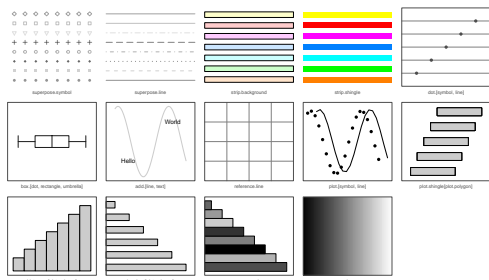 superpose.symbol
superpose.line
strip.background
strip.shingle
dot.[symbol, line]
World
Hello
box.[dot, rectangle, umbrella]
add.[line, text]
reference.line
plot.[symbol, line]
plot.shingle[plot.polygon]